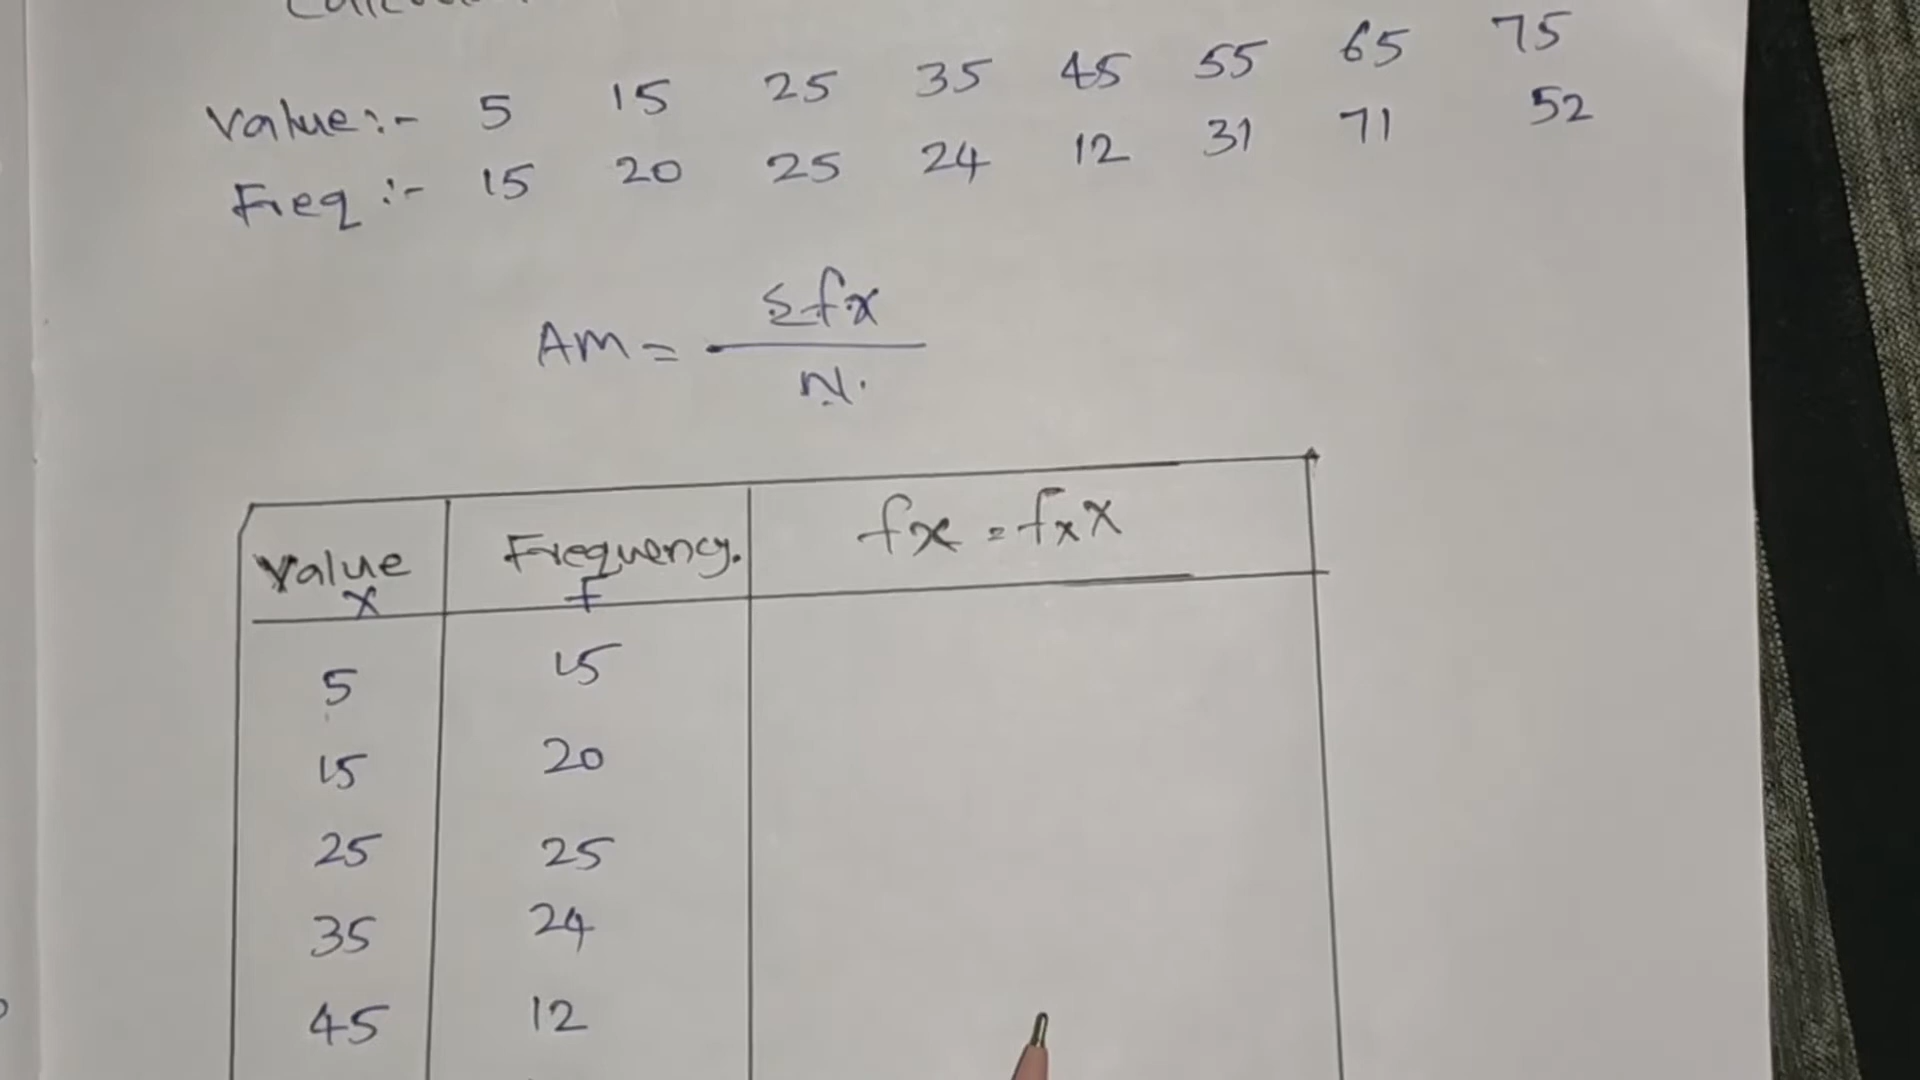 Value:- 5 15 25 35 45 55 65 75
Freq :- 15 20 25 24 12 31 71 52
AM = Σfx
N.
Value Frequency. fx = f×x
x F
5 15
15 20
25 25
35 24
45 12